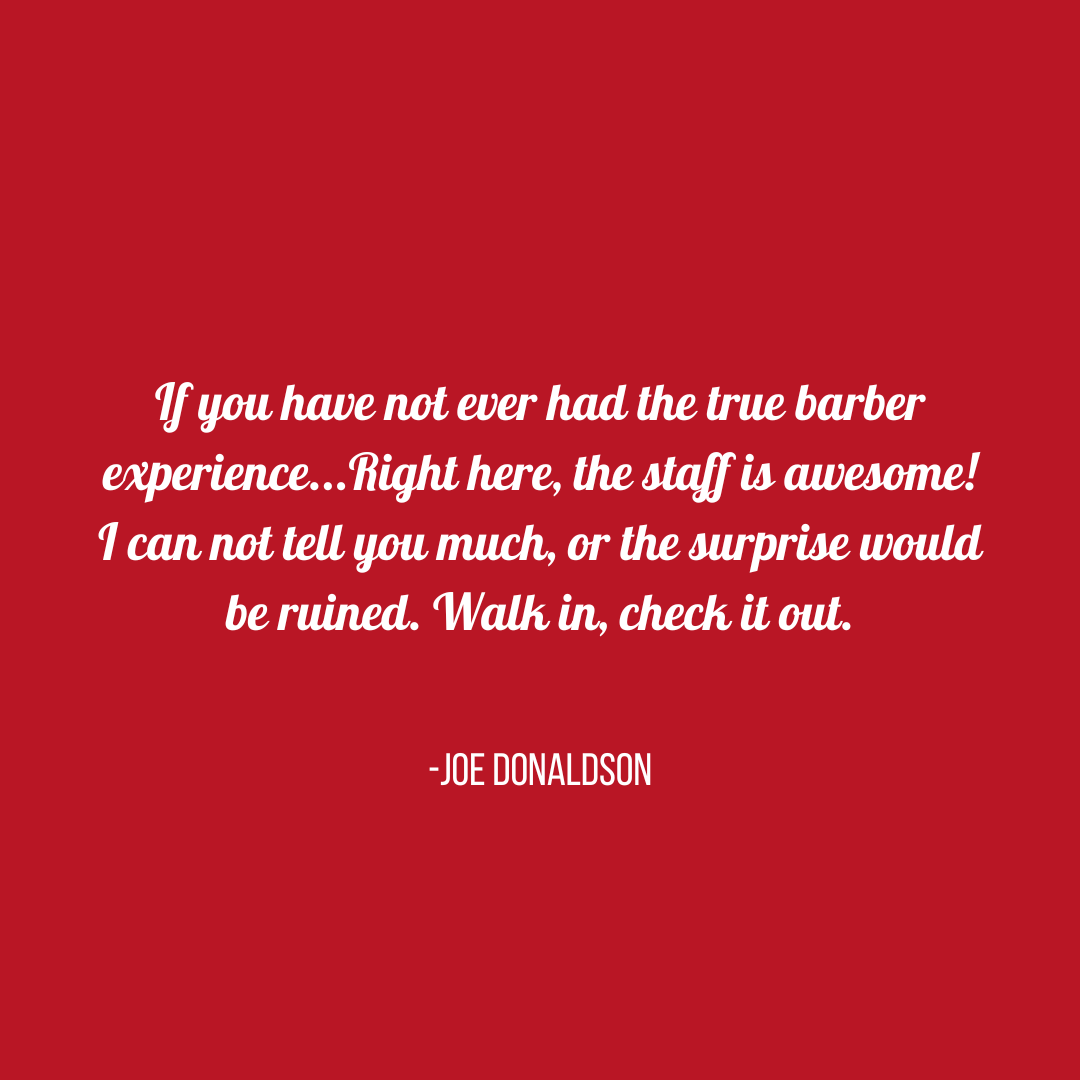 If you have not ever had the true barber
experience...Right here, the staff is awesome!
I can not tell you much, or the surprise would
be ruined. Walk in, check it out.
-JOE DONALDSON